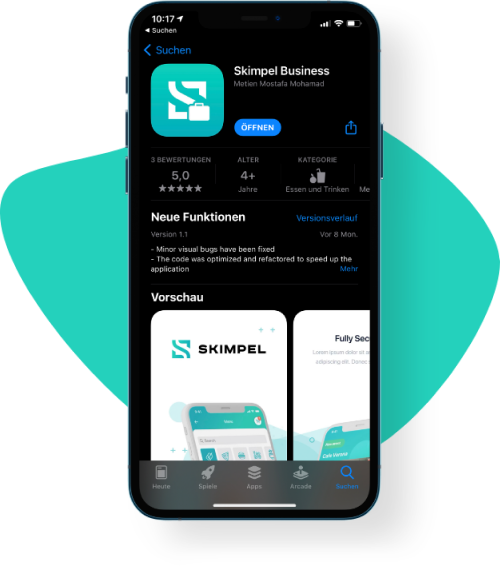 10:17
Suchen
Suchen
Skimpel Business
Metien Mostafa Mohamad
ÖFFNEN
3 BEWERTUNGEN ALTER KATEGORIE
5,0 4+
Jahre Essen und Trinken Me
Neue Funktionen Versionsverlauf
Version 1.1 Vor 8 Mon.
- Minor visual bugs have been fixed
- The code was optimized and refactored to speed up the
application Mehr
Vorschau
SKIMPEL
Fully Sec
Lorem ipsum dolor sit a
adipiscing elit. Donec
Search
Heute Spiele Apps Arcade Suchen